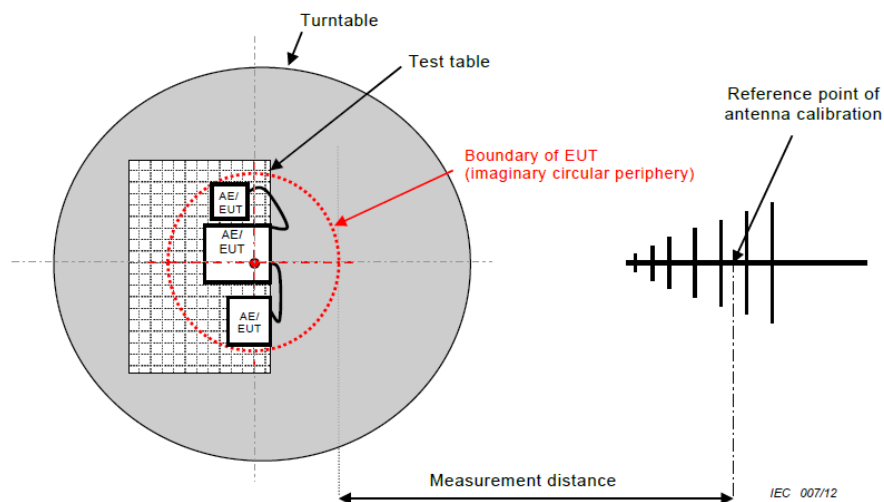 Turntable
Test table
Reference point of
antenna calibration
Boundary of EUT
(imaginary circular periphery)
AE/
EUT
AE/
EUT
AE/
EUT
Measurement distance
IEC 007/12